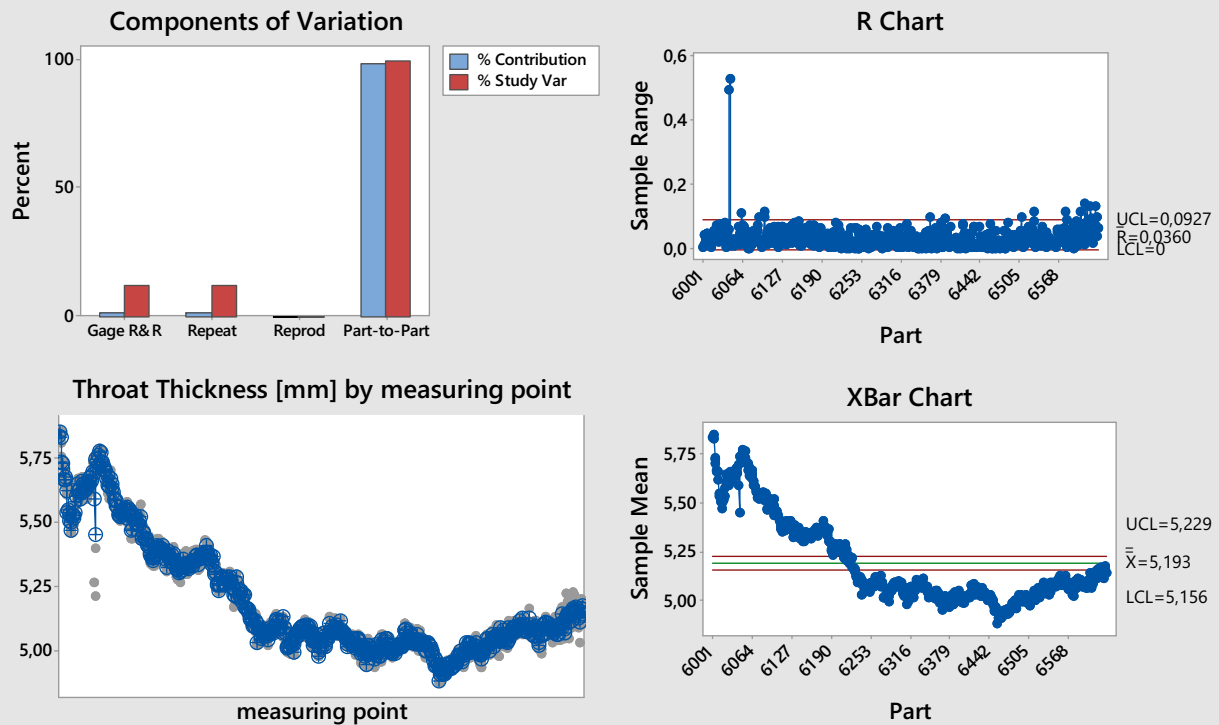 Components of Variation
% Contribution
% Study Var
Percent
100
50
0
Gage R&R Repeat Reprod Part-to-Part
R Chart
Sample Range
0,6
0,4
0,2
0,0
UCL=0,0927
R=0,0360
LCL=0
6001 6064 6127 6190 6253 6316 6379 6442 6505 6568
Part
Throat Thickness [mm] by measuring point
5,75
5,50
5,25
5,00
measuring point
XBar Chart
Sample Mean
5,75
5,50
5,25
5,00
UCL=5,229
X=5,193
LCL=5,156
6001 6064 6127 6190 6253 6316 6379 6442 6505 6568
Part